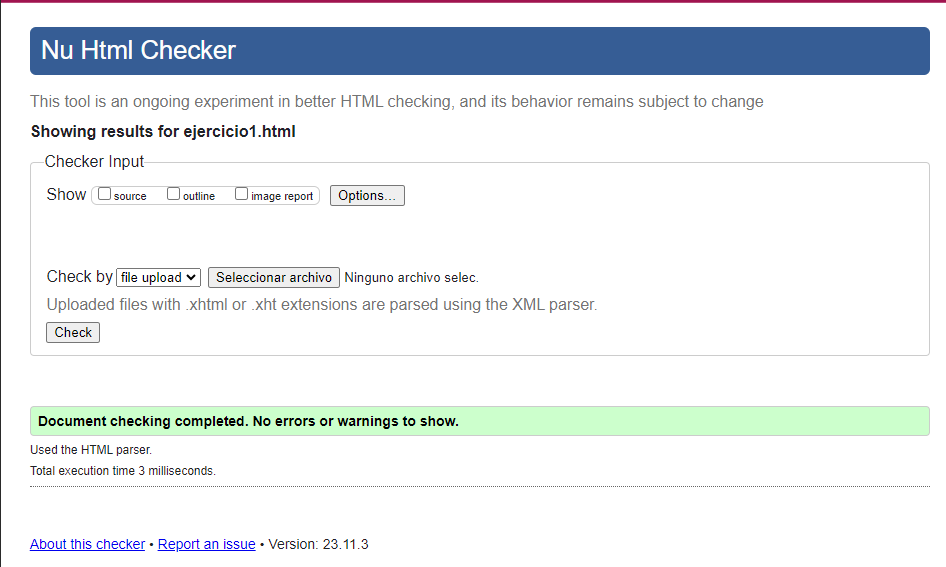 Nu Html Checker
This tool is an ongoing experiment in better HTML checking, and its behavior remains subject to change
Showing results for ejercicio1.html
Checker Input
Show source outline image report Options...
Check by file upload Seleccionar archivo Ninguno archivo selec.
Uploaded files with .xhtml or .xht extensions are parsed using the XML parser.
Check
Document checking completed. No errors or warnings to show.
Used the HTML parser.
Total execution time 3 milliseconds.
About this checker • Report an issue • Version: 23.11.3